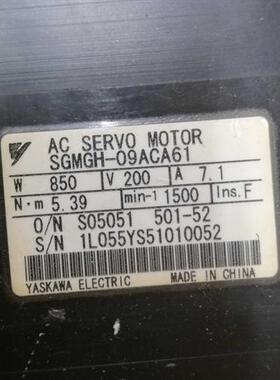 AC SERVO MOTOR
SGMGH-09ACA61
W 850 V 200 A 7.1
N·m 5.39 min-1 1500 Ins.F
O/N S05051 501-52
S/N 1L055YS51010052
YASKAWA ELECTRIC MADE IN CHINA